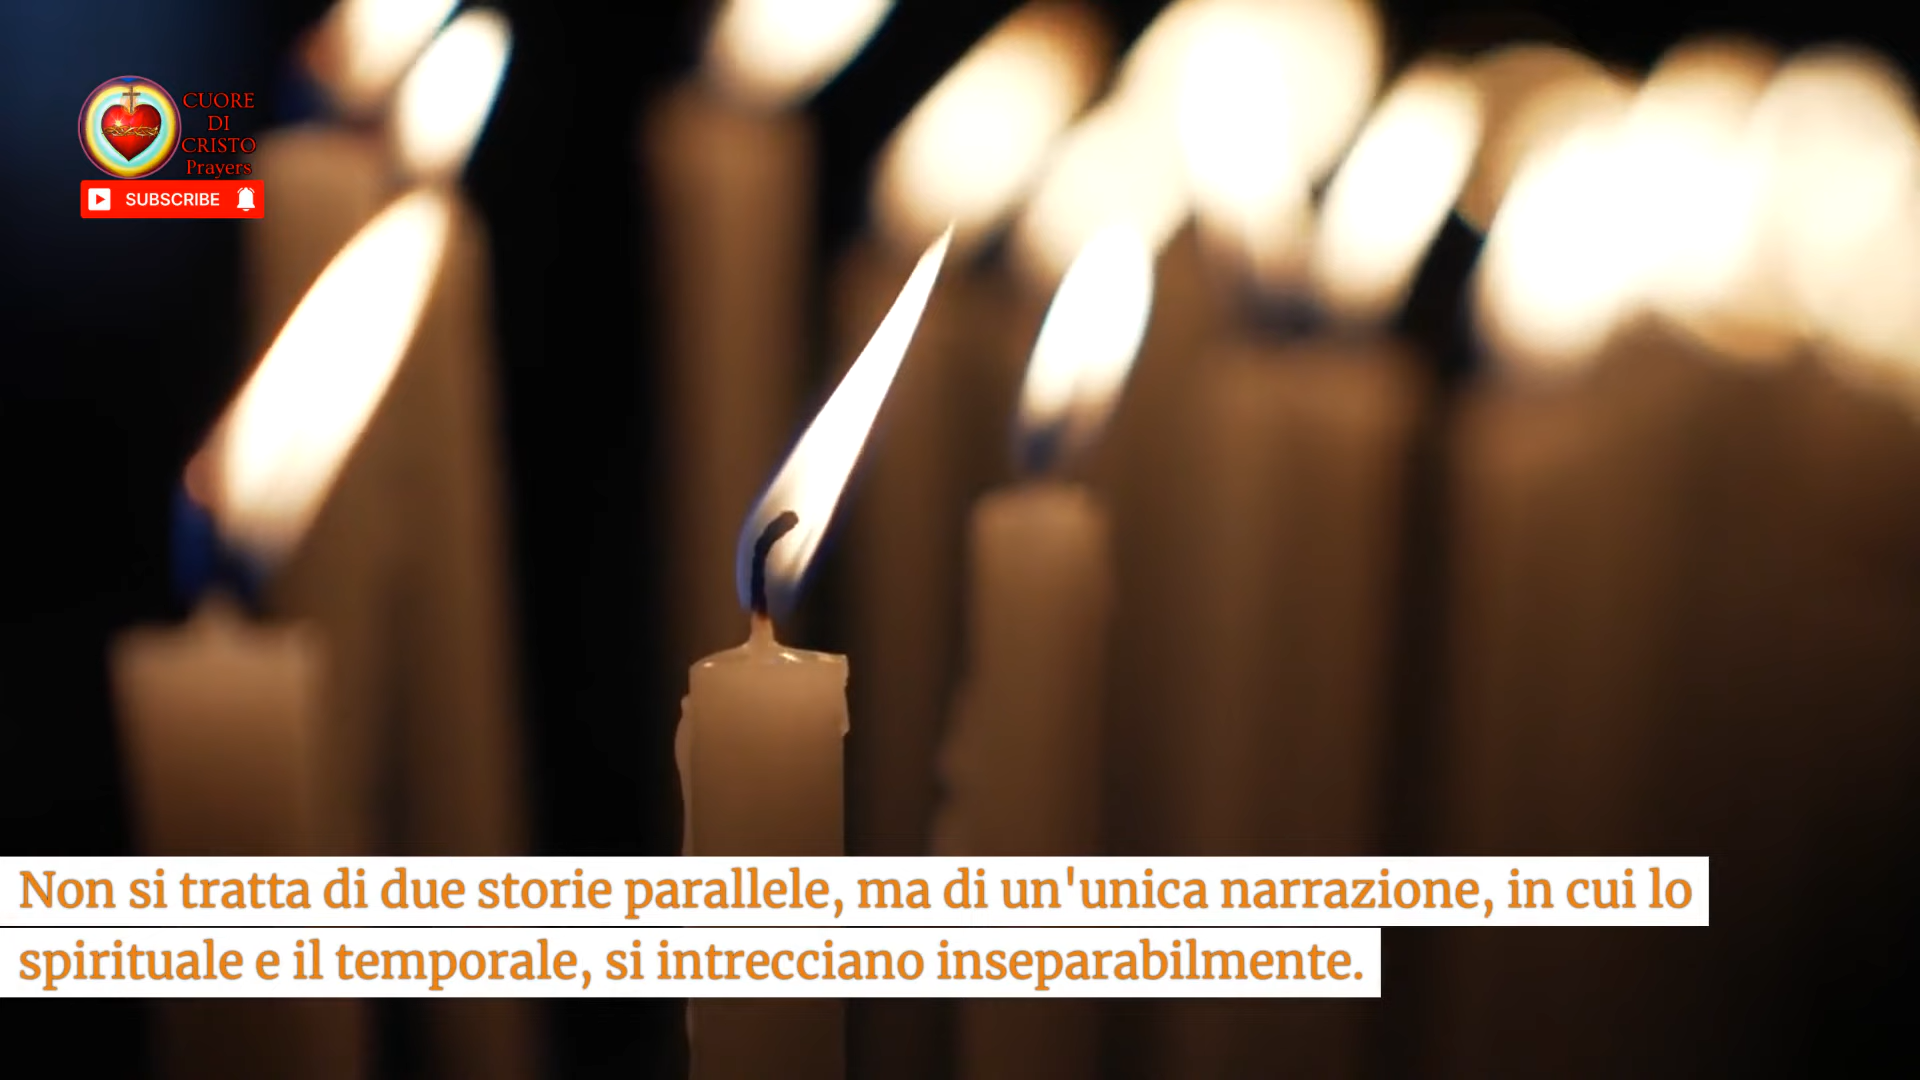 CUORE
DI
CRISTO
Prayers
SUBSCRIBE
Non si tratta di due storie parallele, ma di un'unica narrazione, in cui lo
spirituale e il temporale, si intrecciano inseparabilmente.